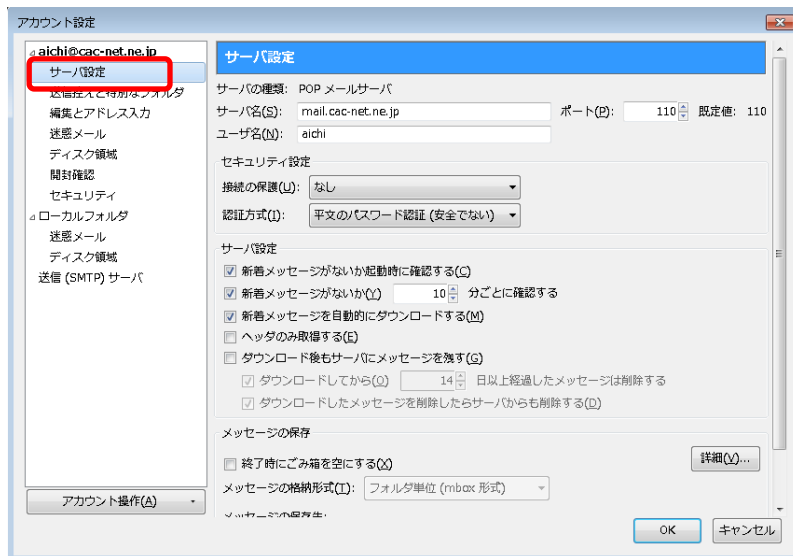 アカウント設定
aichi@cac-net.ne.jp
サーバ設定
送信控えと特別なフォルダ
編集とアドレス入力
迷惑メール
ディスク領域
開封確認
セキュリティ
ローカルフォルダ
迷惑メール
ディスク領域
送信 (SMTP) サーバ
アカウント操作(A)
サーバ設定
サーバの種類: POP メールサーバ
サーバ名(S): mail.cac-net.ne.jp ポート(P): 110 既定値: 110
ユーザ名(N): aichi
セキュリティ設定
接続の保護(U): なし
認証方式(I): 平文のパスワード認証 (安全でない)
サーバ設定
新着メッセージがないか起動時に確認する(C)
新着メッセージがないか(Y) 10 分ごとに確認する
新着メッセージを自動的にダウンロードする(M)
ヘッダのみ取得する(E)
ダウンロード後もサーバにメッセージを残す(G)
ダウンロードしてから(O) 14 日以上経過したメッセージは削除する
ダウンロードしたメッセージを削除したらサーバからも削除する(D)
メッセージの保存
終了時にごみ箱を空にする(X) 詳細(V)...
メッセージの格納形式(T): フォルダ単位 (mbox 形式)
メッセージの保存先:
OK キャンセル